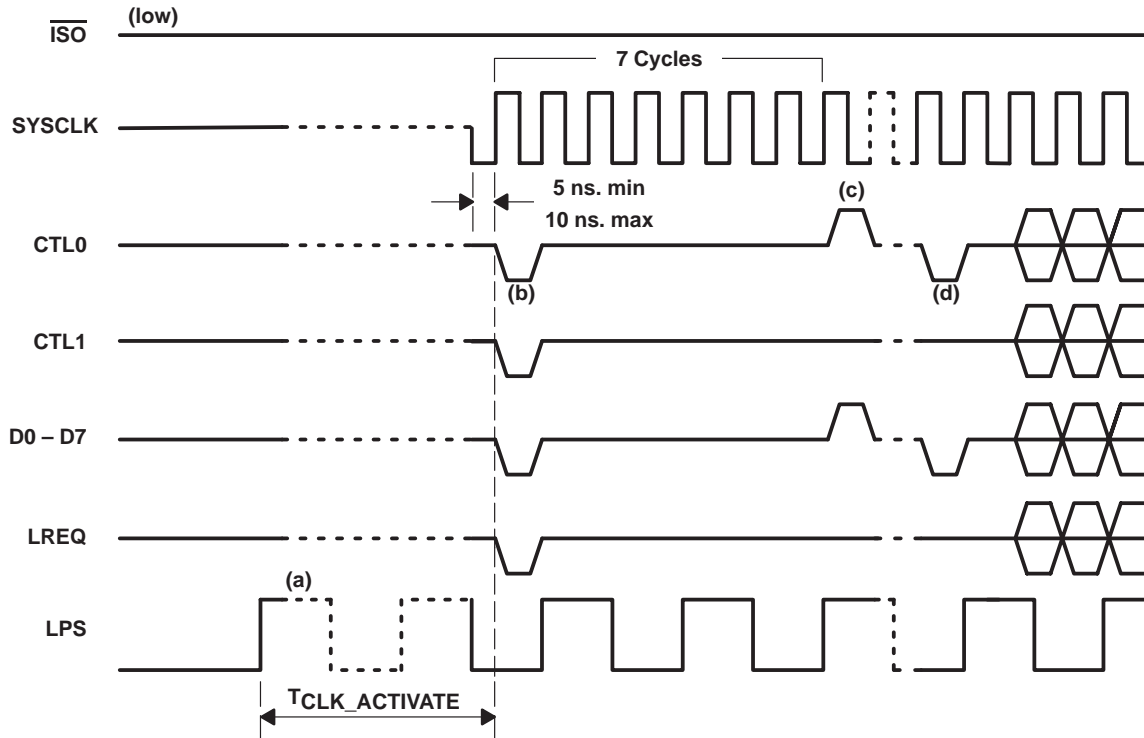 (low)
ISO
7 Cycles
SYSCLK
5 ns. min
10 ns. max
(c)
CTL0
(b)
(d)
CTL1
D0 – D7
LREQ
(a)
LPS
TCLK_ACTIVATE